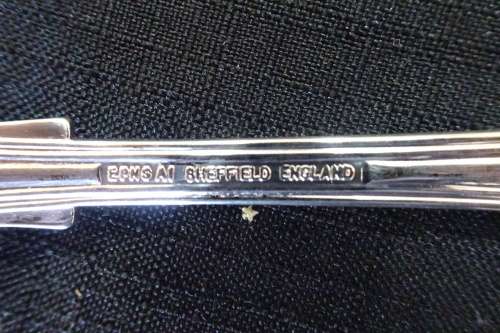 EPNS A1 SHEFFIELD ENGLAND